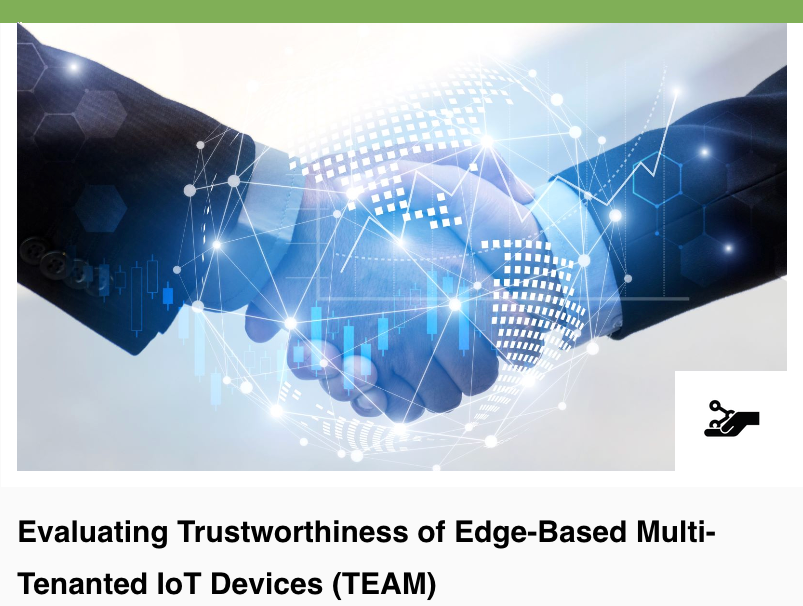 Evaluating Trustworthiness of Edge-Based Multi-
Tenanted IoT Devices (TEAM)